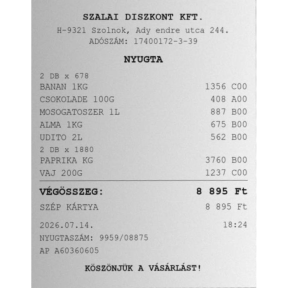 SZALAI DISZKONT KFT.
H-9321 Szolnok, Ady endre utca 244.
ADÓSZÁM: 17400172-3-39
NYUGTA
2 DB x 678
BANAN 1KG 1356 C00
CSOKOLADE 100G 408 A00
MOSOGATOSZER 1L 887 B00
ALMA 1KG 675 B00
UDITO 2L 562 B00
2 DB x 1880
PAPRIKA KG 3760 B00
VAJ 200G 1237 C00
VÉGÖSSZEG: 8 895 Ft
SZÉP KÁRTYA 8 895 Ft
2026.07.14. 18:24
NYUGTASZÁM: 9959/08875
AP A60360605
KÖSZÖNJÜK A VÁSÁRLÁST!